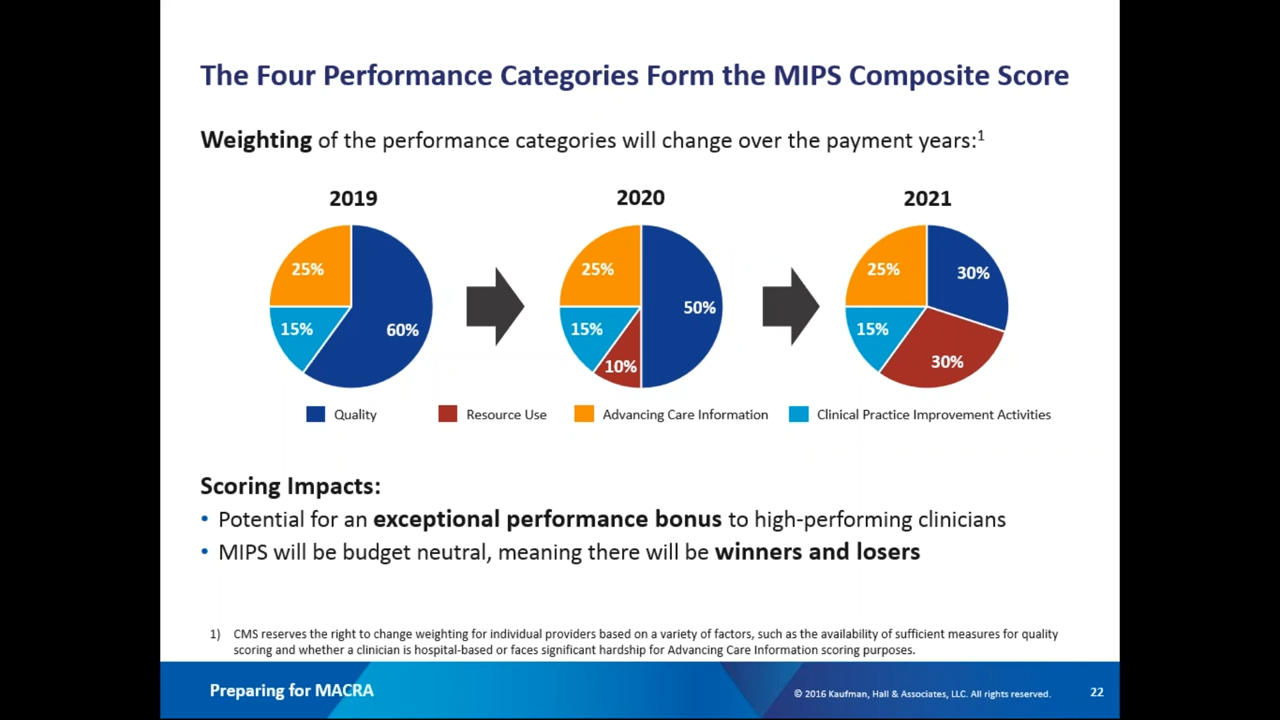 The Four Performance Categories Form the MIPS Composite Score
Weighting of the performance categories will change over the payment years:1
2019
2020
2021
25%
15%
60%
25%
15%
10%
50%
25%
15%
30%
30%
Quality
Resource Use
Advancing Care Information
Clinical Practice Improvement Activities
Scoring Impacts:
• Potential for an exceptional performance bonus to high-performing clinicians
• MIPS will be budget neutral, meaning there will be winners and losers
1) CMS reserves the right to change weighting for individual providers based on a variety of factors, such as the availability of sufficient measures for quality
scoring and whether a clinician is hospital-based or faces significant hardship for Advancing Care Information scoring purposes.
Preparing for MACRA
© 2016 Kaufman, Hall & Associates, LLC. All rights reserved.
22